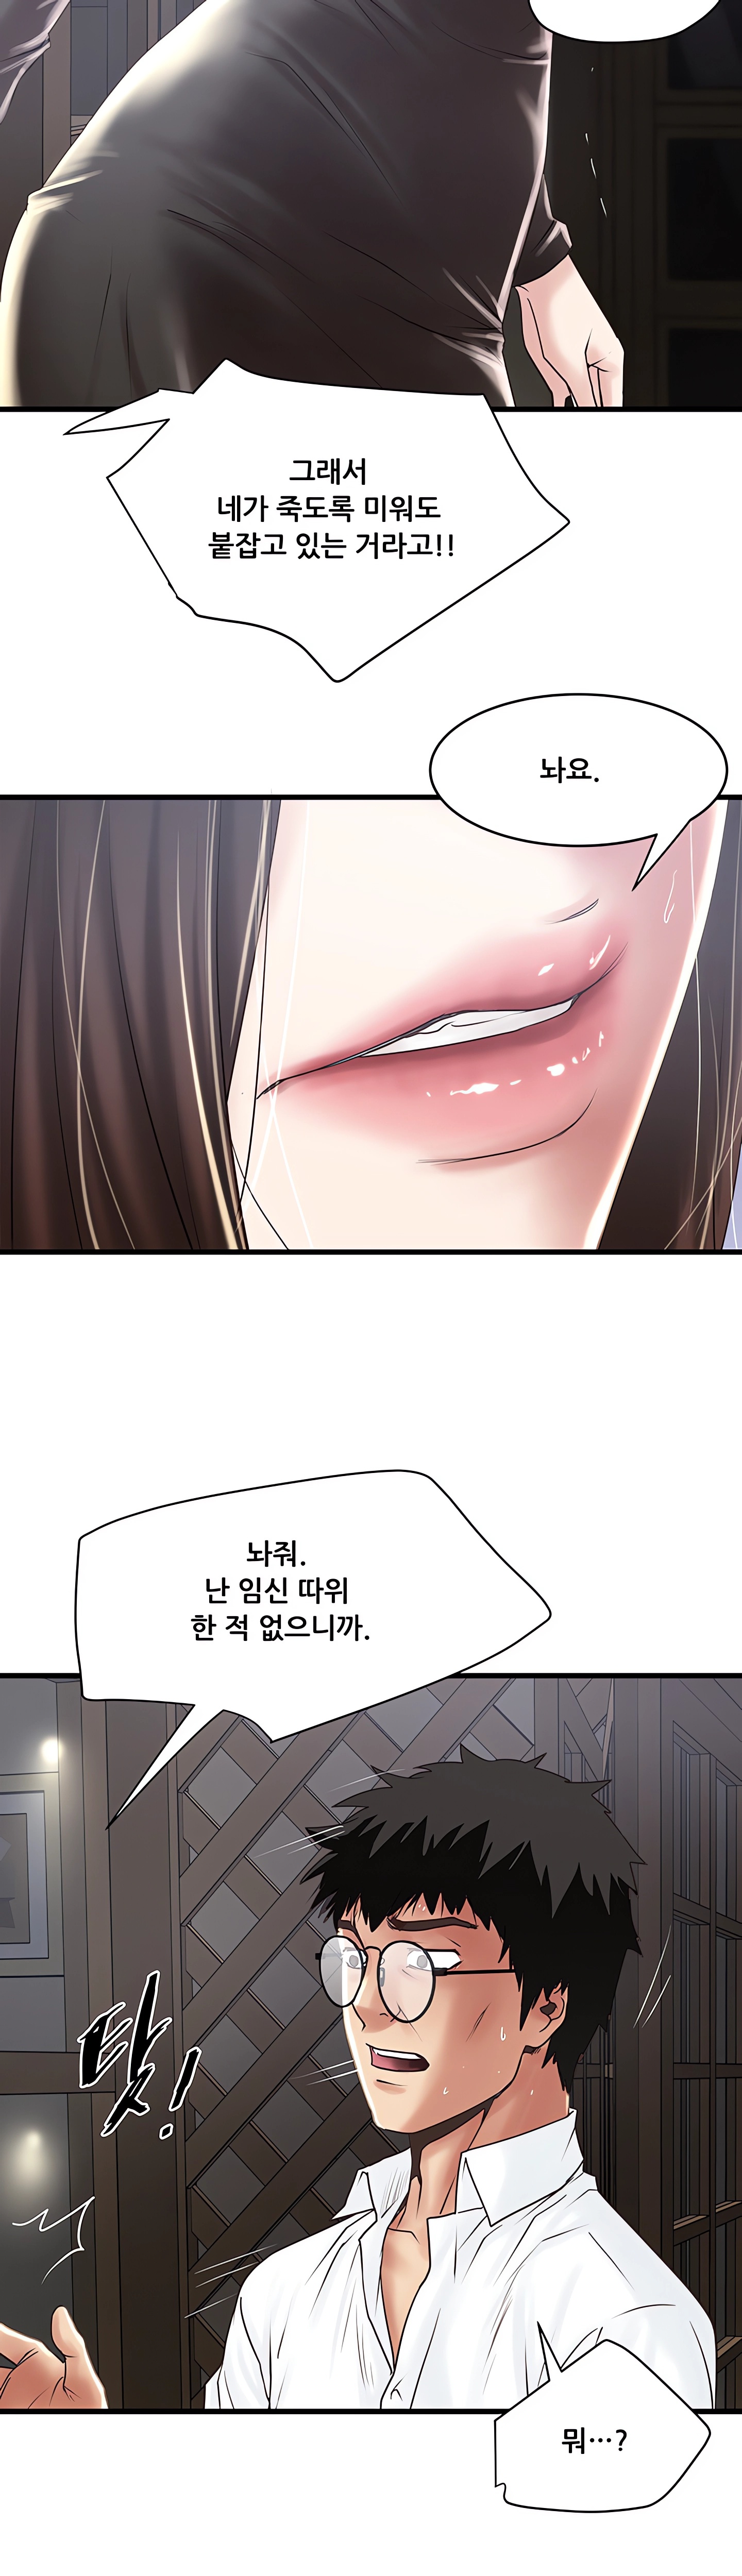 그래서
네가 죽도록 미워도
붙잡고 있는 거라고!!
놔요.
놔줘.
난 임신 따위
한 적 없으니까.
탓!
뭐…?